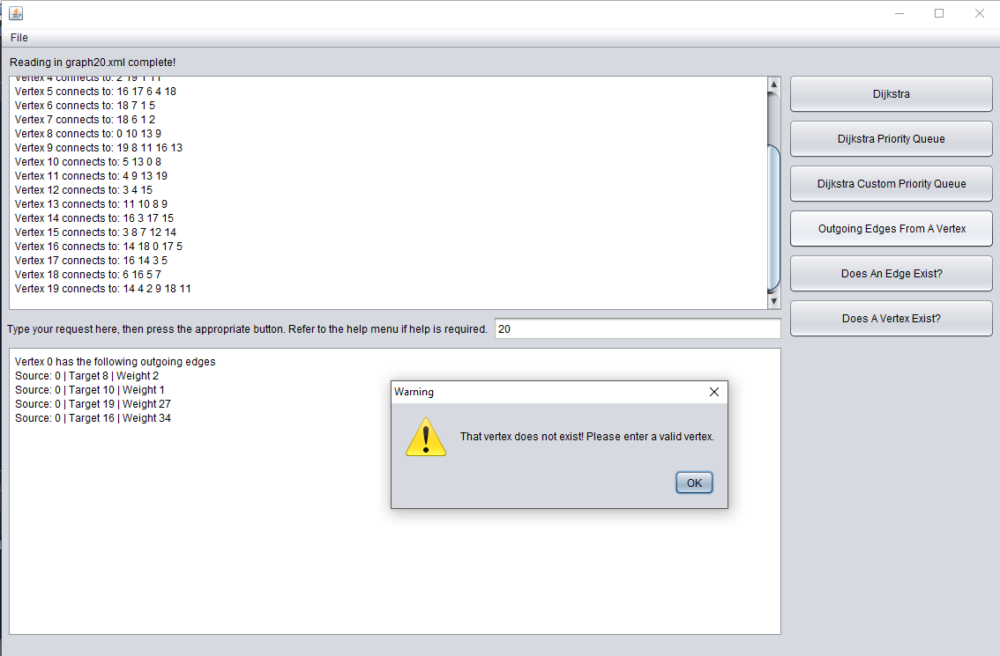 File
Reading in graph20.xml complete!
Vertex 4 connects to: 2 19 1 11
Vertex 5 connects to: 16 17 6 4 18
Vertex 6 connects to: 18 7 1 5
Vertex 7 connects to: 18 6 1 2
Vertex 8 connects to: 0 10 13 9
Vertex 9 connects to: 19 8 11 16 13
Vertex 10 connects to: 5 13 0 8
Vertex 11 connects to: 4 9 13 19
Vertex 12 connects to: 3 4 15
Vertex 13 connects to: 11 10 8 9
Vertex 14 connects to: 16 3 17 15
Vertex 15 connects to: 3 8 7 12 14
Vertex 16 connects to: 14 18 0 17 5
Vertex 17 connects to: 16 14 3 5
Vertex 18 connects to: 6 16 5 7
Vertex 19 connects to: 14 4 2 9 18 11
Dijkstra
Dijkstra Priority Queue
Dijkstra Custom Priority Queue
Outgoing Edges From A Vertex
Does An Edge Exist?
Does A Vertex Exist?
Type your request here, then press the appropriate button. Refer to the help menu if help is required. 20
Vertex 0 has the following outgoing edges
Source: 0 | Target 8 | Weight 2
Source: 0 | Target 10 | Weight 1
Source: 0 | Target 19 | Weight 27
Source: 0 | Target 16 | Weight 34
Warning
That vertex does not exist! Please enter a valid vertex.
OK